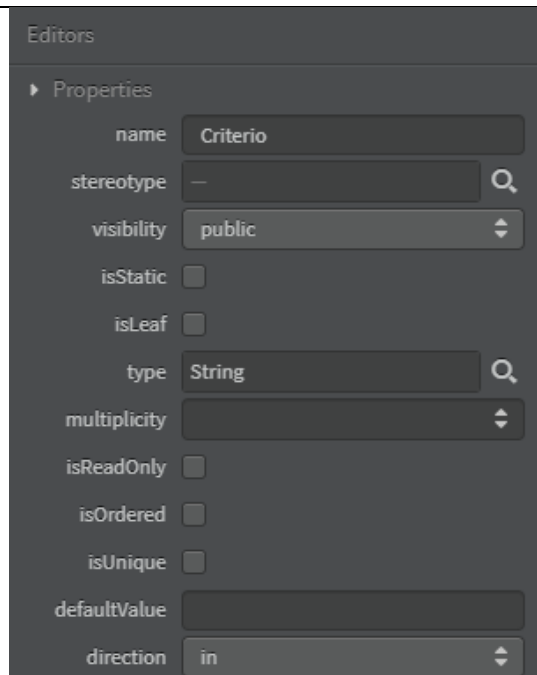 Editors
Properties
name Criterio
stereotype —
visibility public
isStatic
isLeaf
type String
multiplicity
isReadOnly
isOrdered
isUnique
defaultValue
direction in